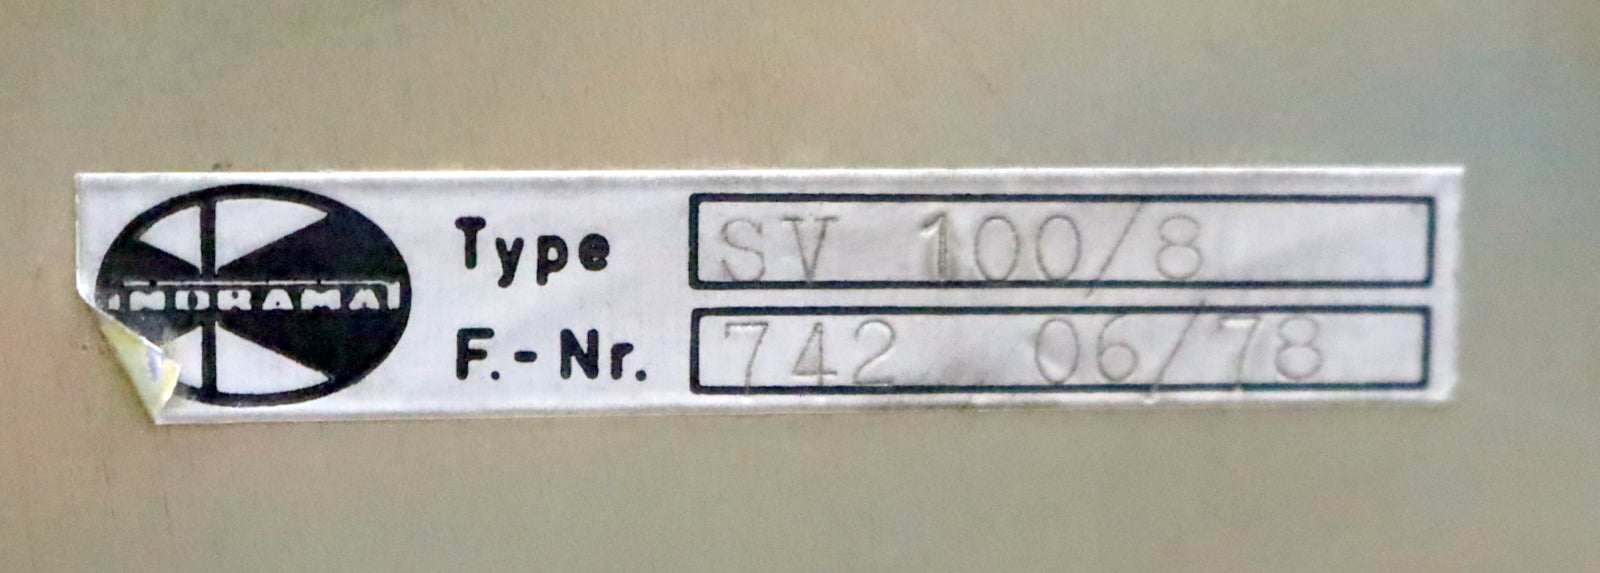 INDRAMAT
Type SV 100/8
F.-Nr. 742 06/78